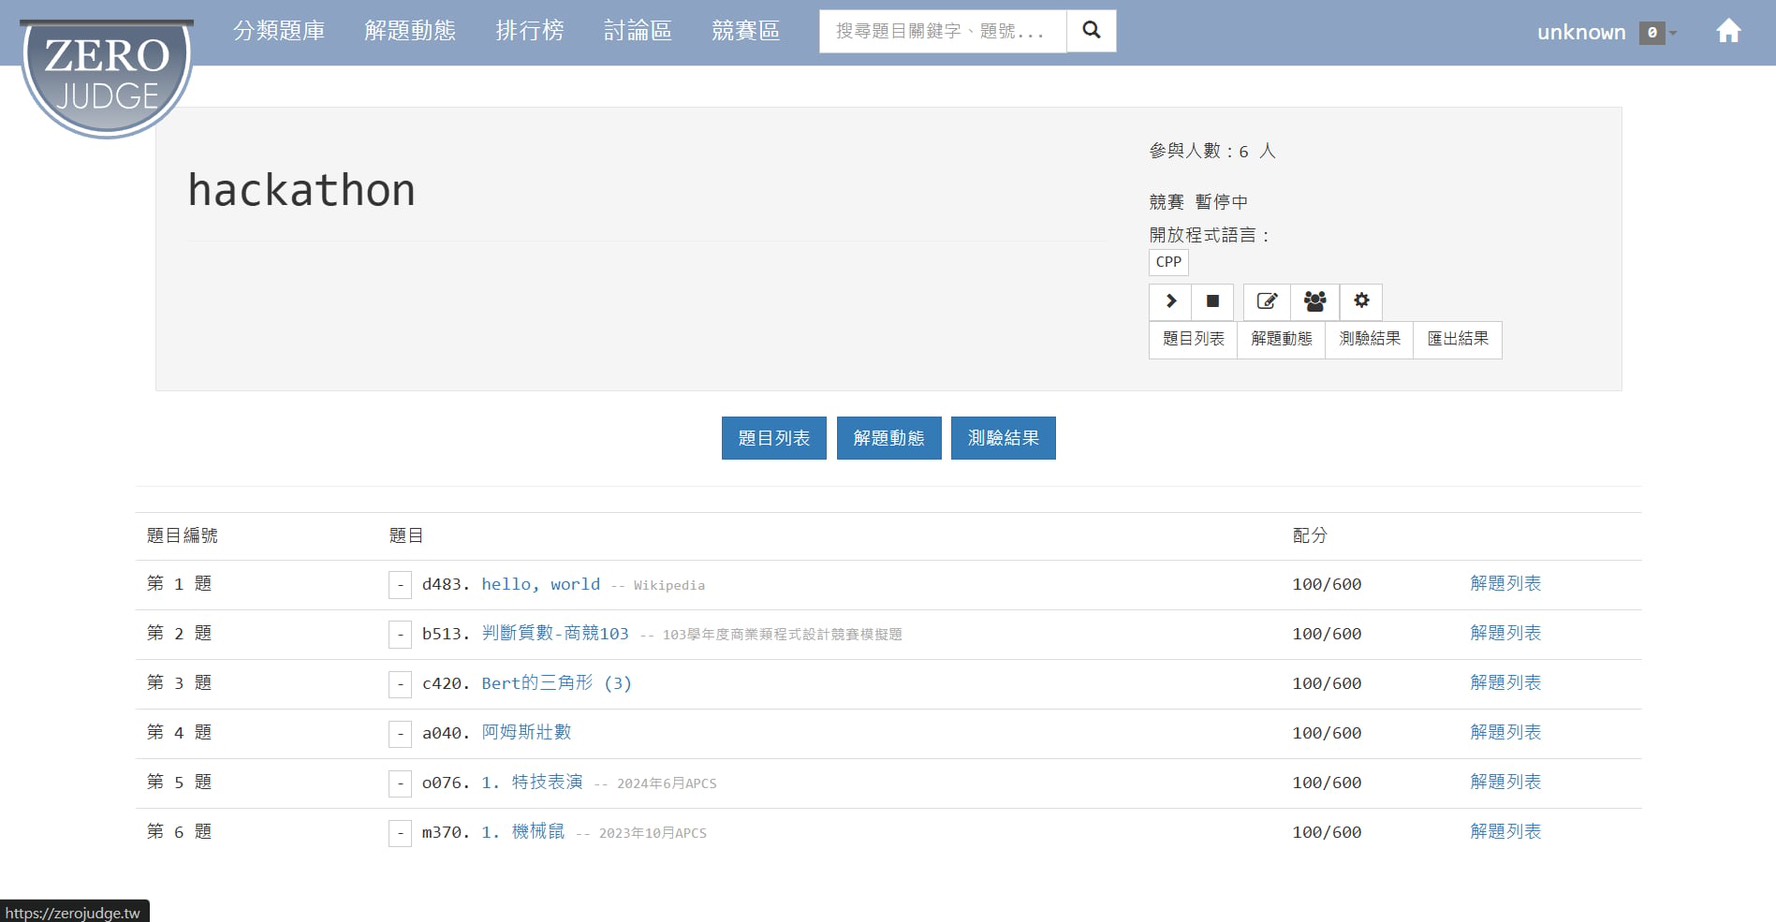 ZERO
JUDGE
分類題庫 解題動態 排行榜 討論區 競賽區 搜尋題目關鍵字、題號... unknown 0
hackathon
參與人數：6 人
競賽 暫停中
開放程式語言：
CPP
題目列表 解題動態 測驗結果 匯出結果
題目列表 解題動態 測驗結果
題目編號 題目 配分
第 1 題 - d483. hello, world -- Wikipedia 100/600 解題列表
第 2 題 - b513. 判斷質數-商競103 -- 103學年度商業類程式設計競賽模擬題 100/600 解題列表
第 3 題 - c420. Bert的三角形 (3) 100/600 解題列表
第 4 題 - a040. 阿姆斯壯數 100/600 解題列表
第 5 題 - o076. 1. 特技表演 -- 2024年6月APCS 100/600 解題列表
第 6 題 - m370. 1. 機械鼠 -- 2023年10月APCS 100/600 解題列表
https://zerojudge.tw